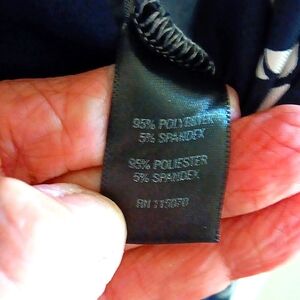 95% POLYESTER
5% SPANDEX
95% POLIESTER
5% SPANDEX
RN 115070